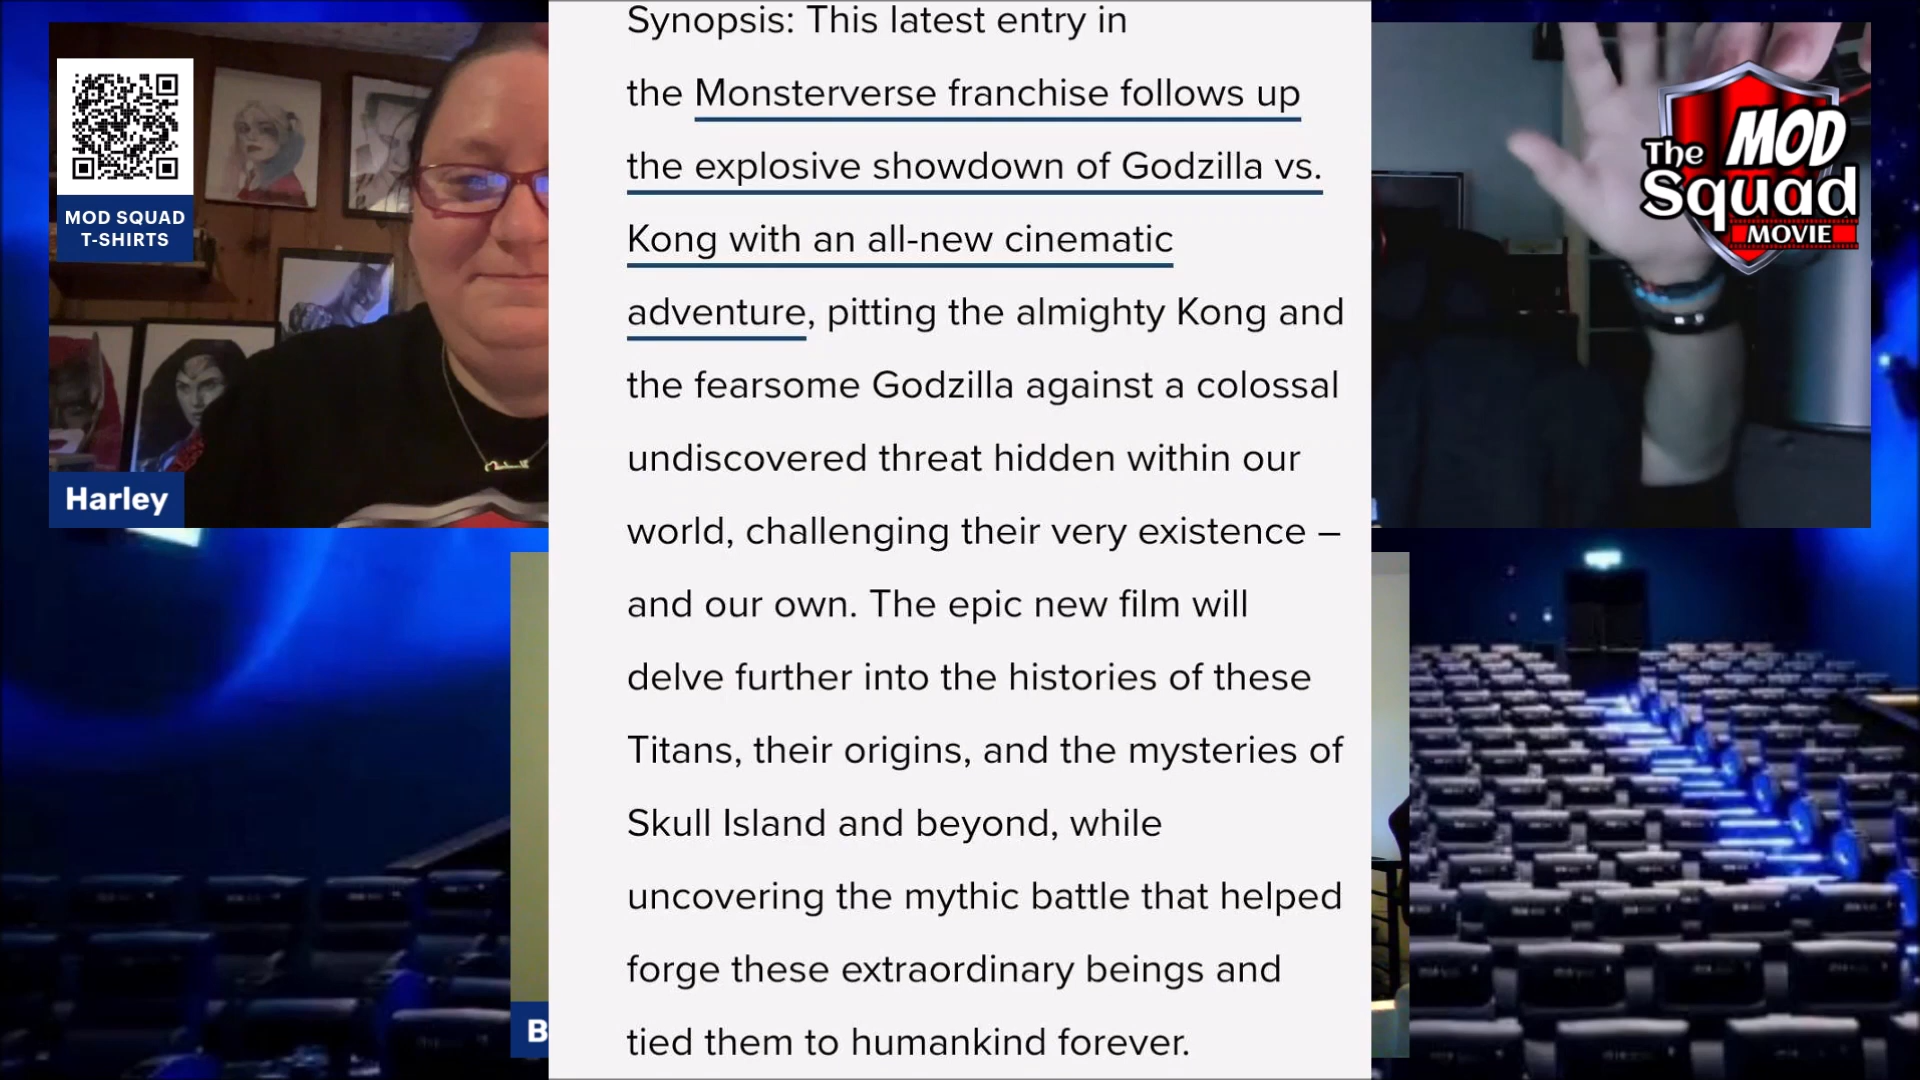 MOD SQUAD
T-SHIRTS
Harley
Synopsis: This latest entry in
the Monsterverse franchise follows up
the explosive showdown of Godzilla vs.
Kong with an all-new cinematic
adventure, pitting the almighty Kong and
the fearsome Godzilla against a colossal
undiscovered threat hidden within our
world, challenging their very existence –
and our own. The epic new film will
delve further into the histories of these
Titans, their origins, and the mysteries of
Skull Island and beyond, while
uncovering the mythic battle that helped
forge these extraordinary beings and
tied them to humankind forever.
The MOD
Squad
MOVIE
B